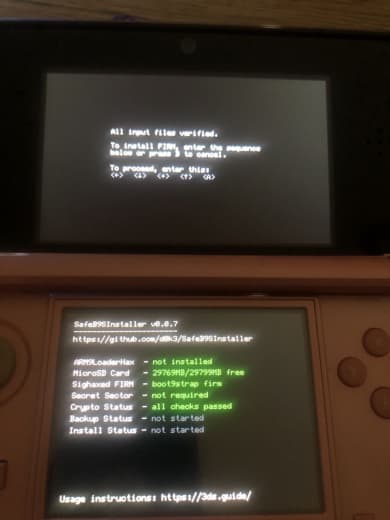 All input files verified.
To install FIRM, enter the sequence
below or press B to cancel.
To proceed, enter this:
<A>
SafeB9SInstaller v0.0.7
https://github.com/d0k3/SafeB9SInstaller
ARM9LoaderHax - not installed
MicroSD Card - 29769MB/29799MB free
Sighaxed FIRM - boot9strap firm
Secret Sector - not required
Crypto Status - all checks passed
Backup Status - not started
Install Status - not started
Usage instructions: https://3ds.guide/